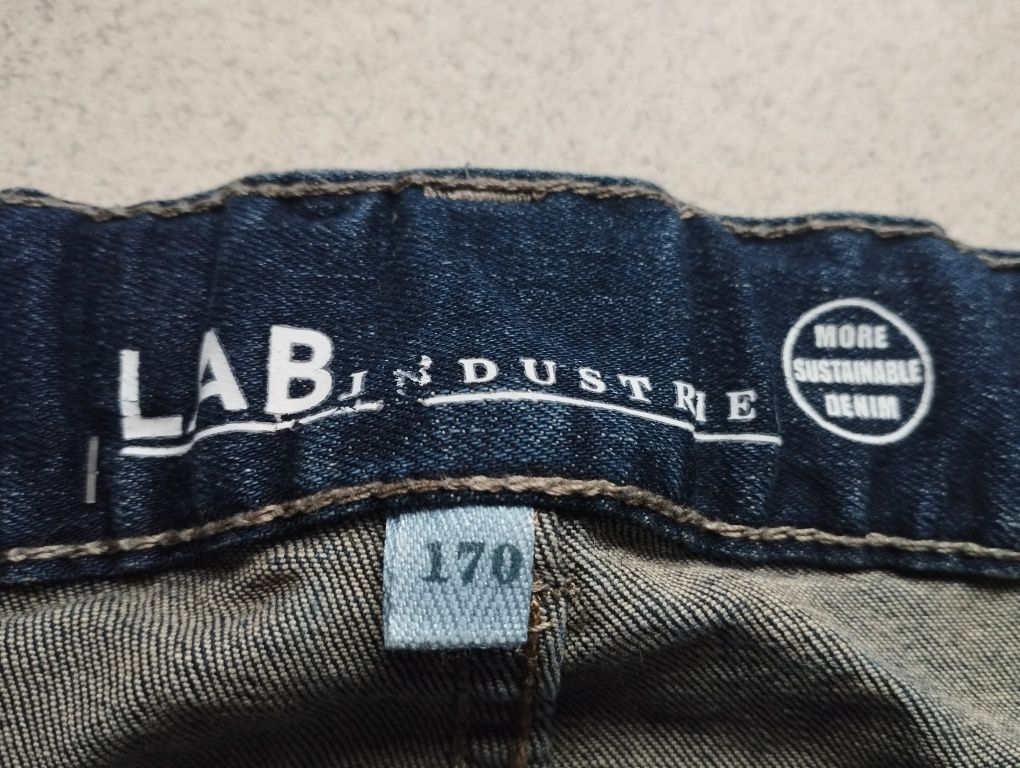 LAB INDUSTRIE
MORE
SUSTAINABLE
DENIM
170